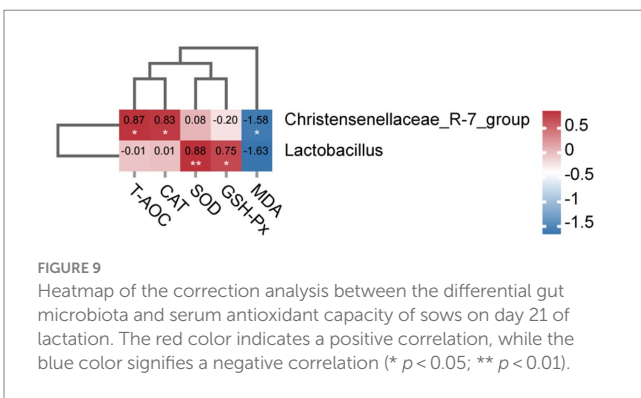 0.87 0.83 0.08 -0.20 -1.58 Christensenellaceae_R-7_group
* * *
-0.01 0.01 0.88 0.75 -1.63 Lactobacillus
** *
T-AOC CAT SOD GSH-Px MDA
0.5
0
-0.5
-1
-1.5
FIGURE 9
Heatmap of the correction analysis between the differential gut
microbiota and serum antioxidant capacity of sows on day 21 of
lactation. The red color indicates a positive correlation, while the
blue color signifies a negative correlation (* p < 0.05; ** p < 0.01).